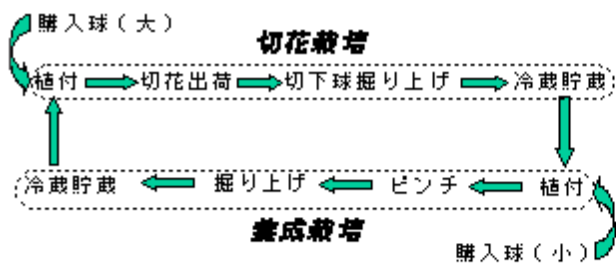 購入球(大)
切花栽培
植付 切花出荷 切下球掘り上げ 冷蔵貯蔵
冷蔵貯蔵 掘り上げ ピンチ 植付
養成栽培
購入球(小)